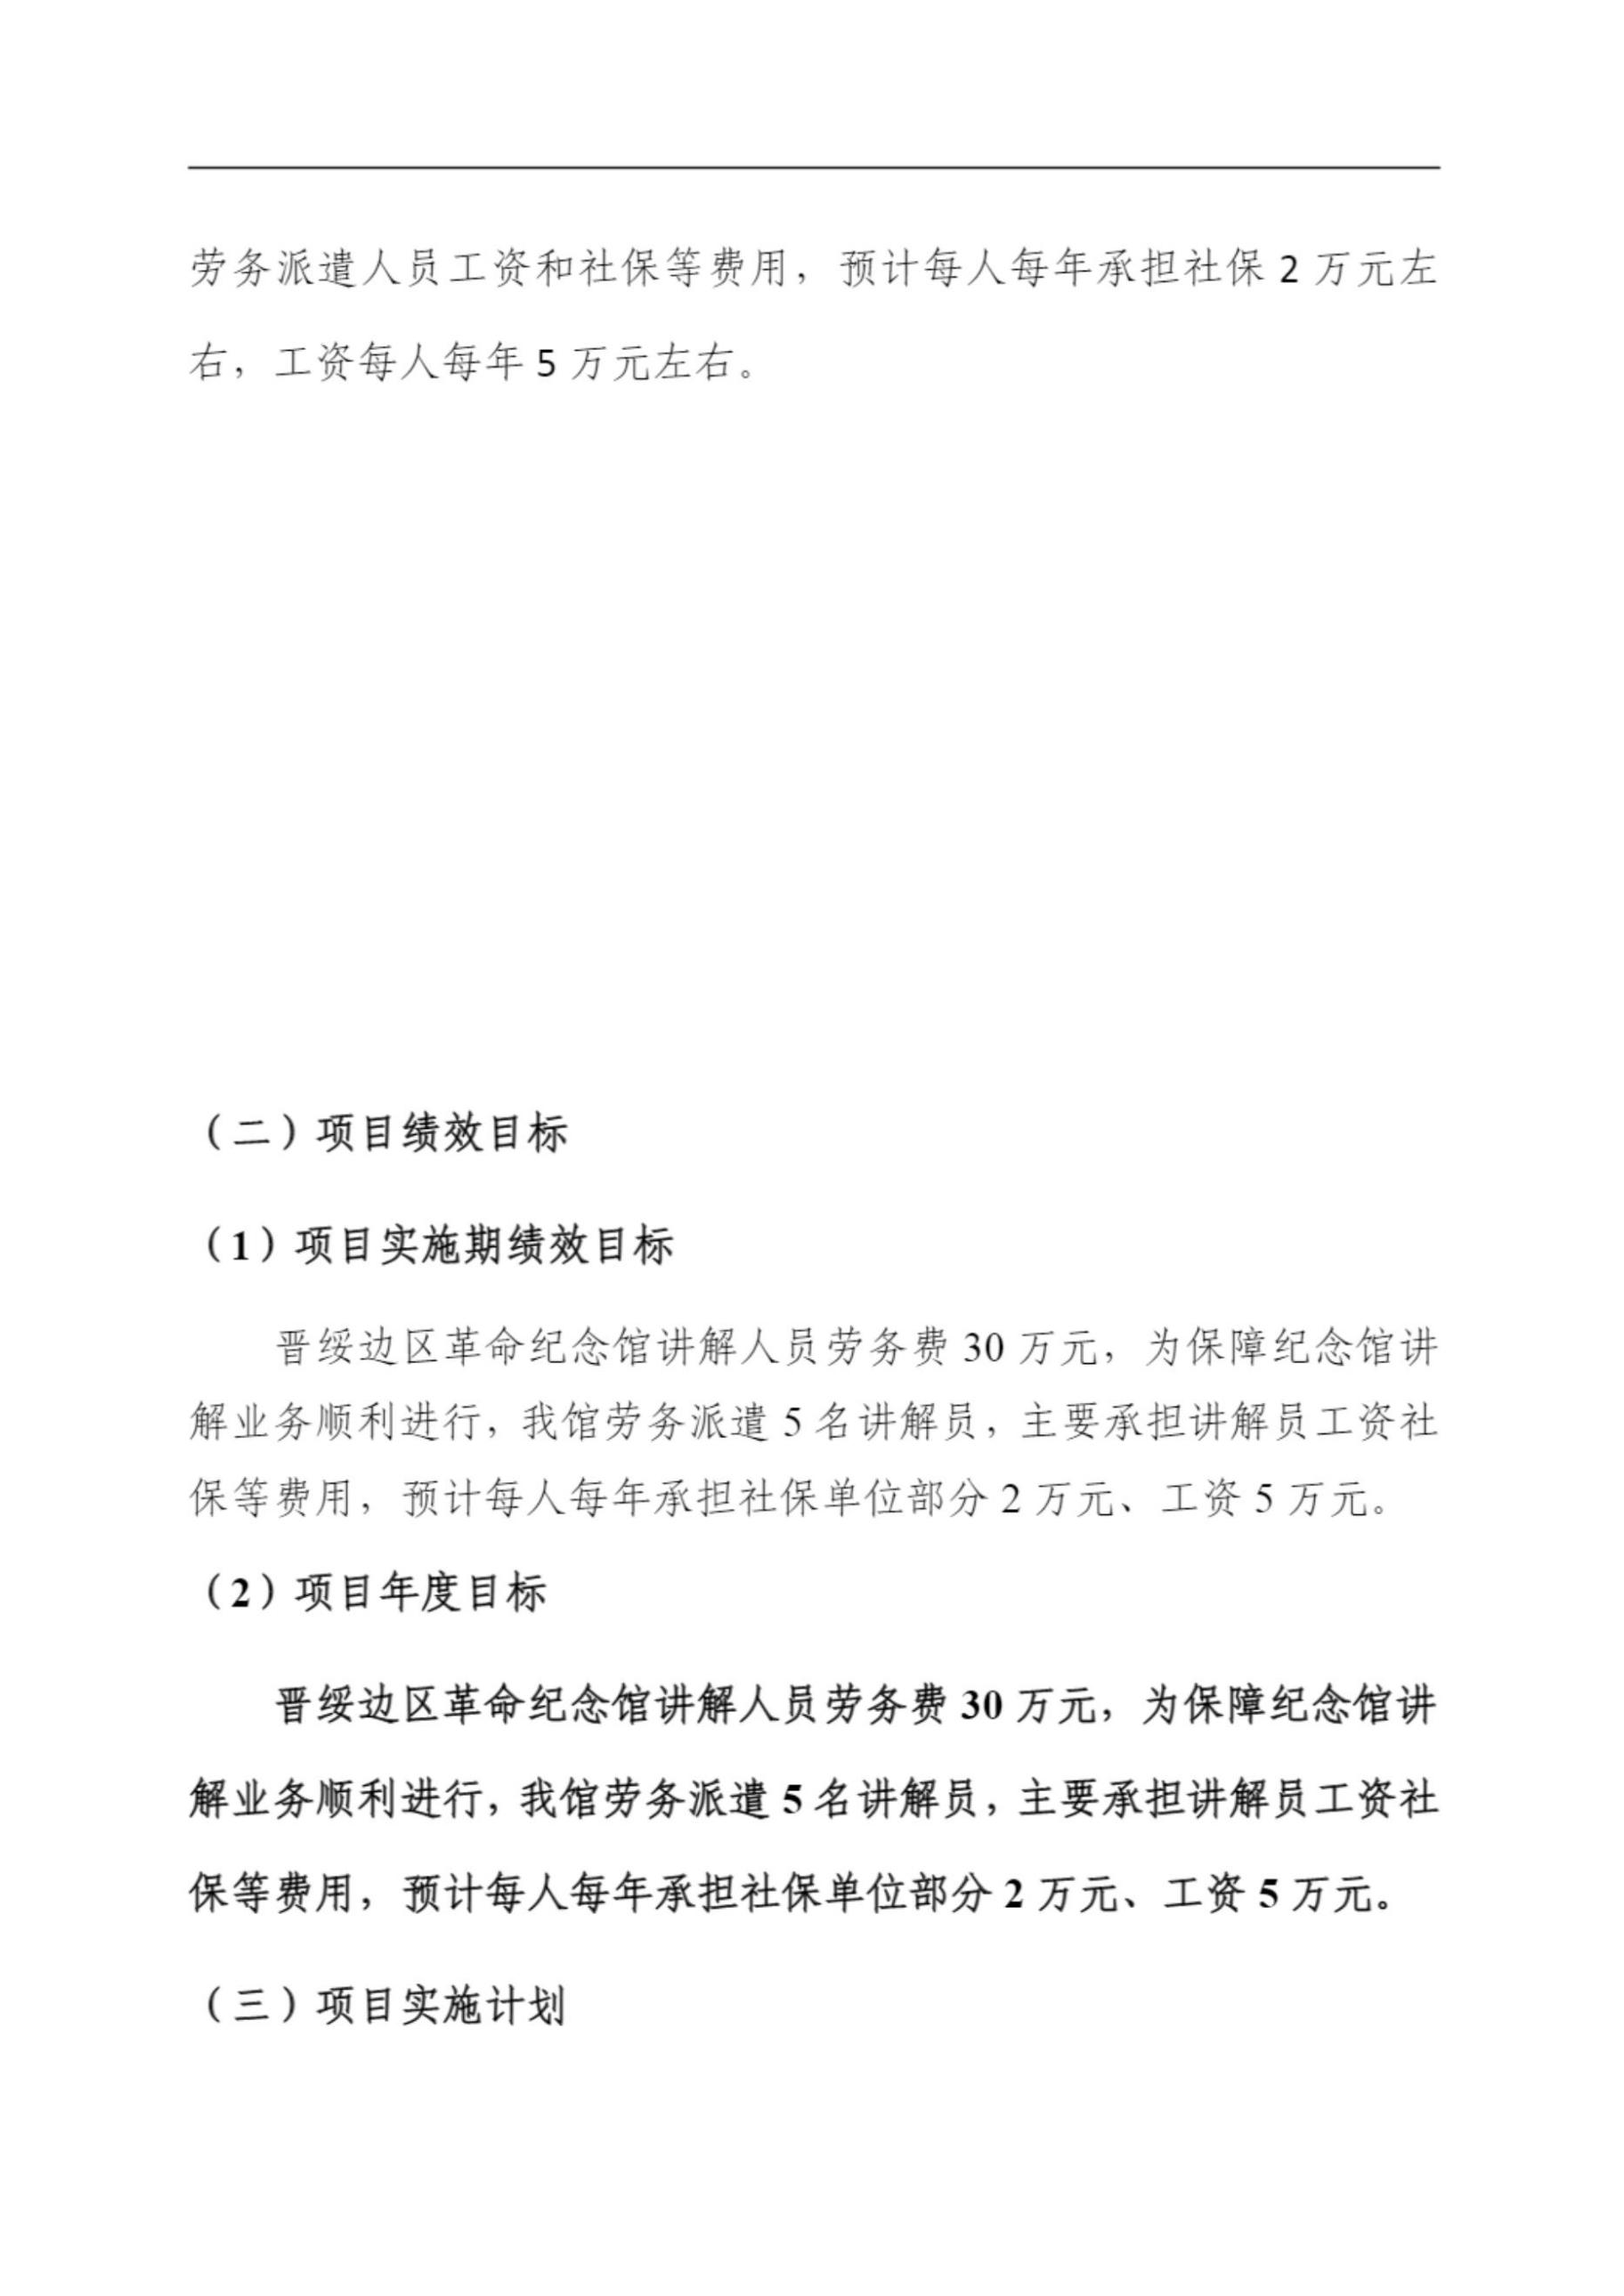 劳务派遣人员工资和社保等费用，预计每人每年承担社保 2 万元左
右，工资每人每年 5 万元左右。
（二）项目绩效目标
（1）项目实施期绩效目标
晋绥边区革命纪念馆讲解人员劳务费 30 万元，为保障纪念馆讲
解业务顺利进行，我馆劳务派遣 5 名讲解员，主要承担讲解员工资社
保等费用，预计每人每年承担社保单位部分 2 万元、工资 5 万元。
（2）项目年度目标
晋绥边区革命纪念馆讲解人员劳务费 30 万元，为保障纪念馆讲
解业务顺利进行，我馆劳务派遣 5 名讲解员，主要承担讲解员工资社
保等费用，预计每人每年承担社保单位部分 2 万元、工资 5 万元。
（三）项目实施计划